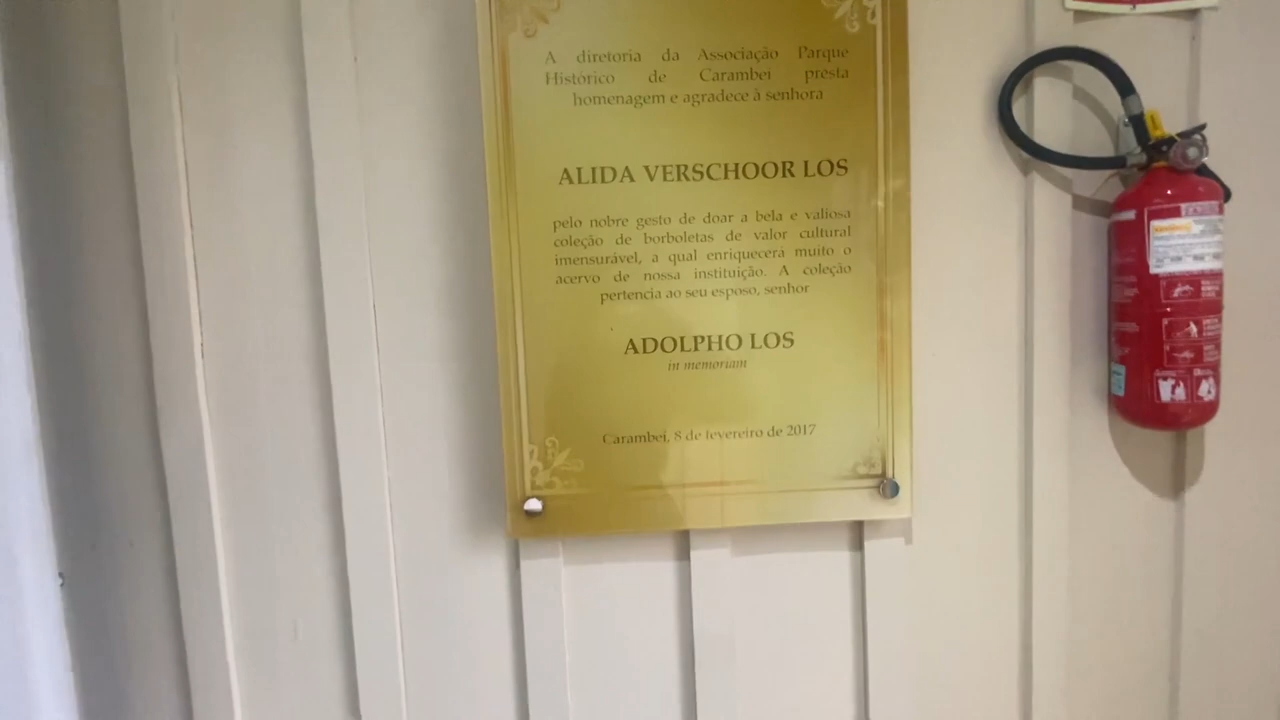 A diretoria da Associação Parque
Histórico de Carambeí presta
homenagem e agradece à senhora
ALIDA VERSCHOOR LOS
pelo nobre gesto de doar a bela e valiosa
coleção de borboletas de valor cultural
imensurável, a qual enriquecerá muito o
acervo de nossa instituição. A coleção
pertencia ao seu esposo, senhor
ADOLPHO LOS
in memoriam
Carambeí, 8 de fevereiro de 2017